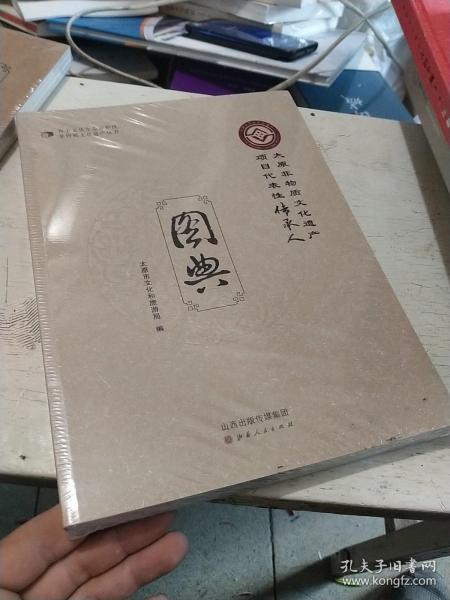 太原非物质文化遗产
项目代表性传承人
图典
太原市文化和旅游局 编
山西出版传媒集团
山西人民出版社
孔夫子旧书网
www.kongfz.com